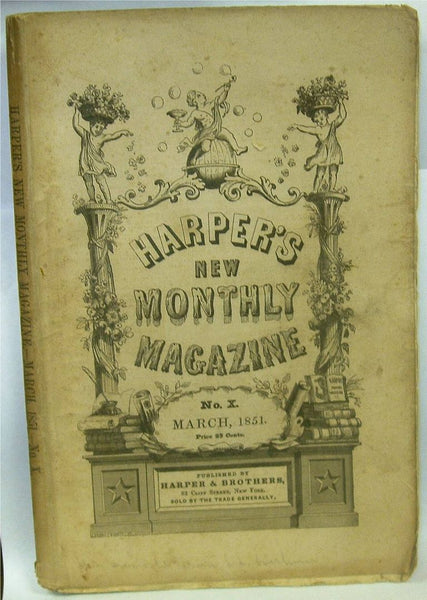 HARPER'S
NEW
MONTHLY
MAGAZINE
No. X.
MARCH, 1851.
Price 25 Cents.
PUBLISHED BY
HARPER & BROTHERS,
82 Cliff Street, New York.
SOLD BY THE TRADE GENERALLY,
HARPER'S NEW MONTHLY MAGAZINE—MARCH, 1851.—No. X.